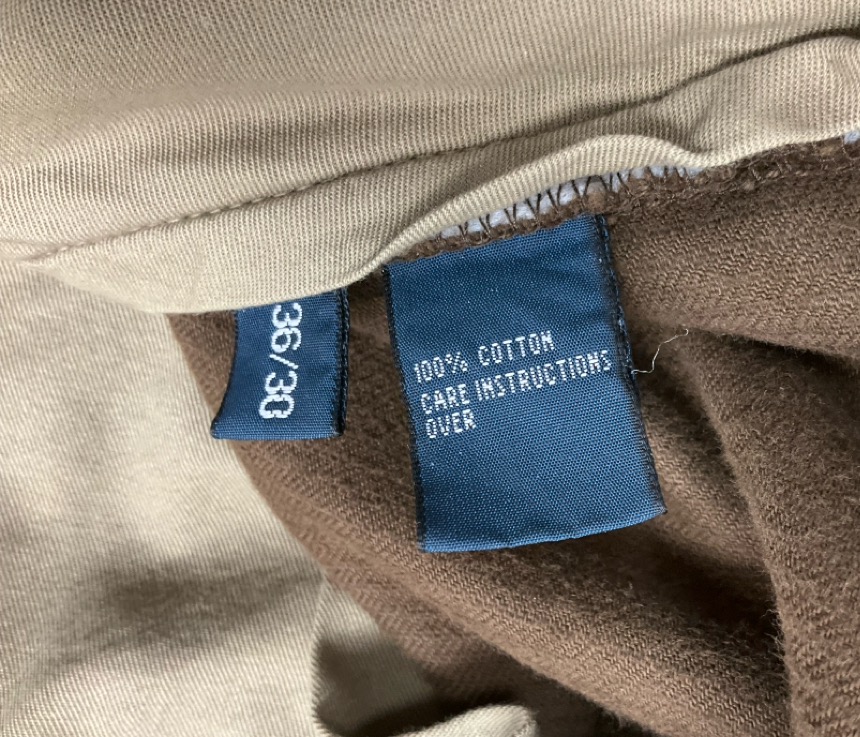 36/30
100% COTTON
CARE INSTRUCTIONS
OVER